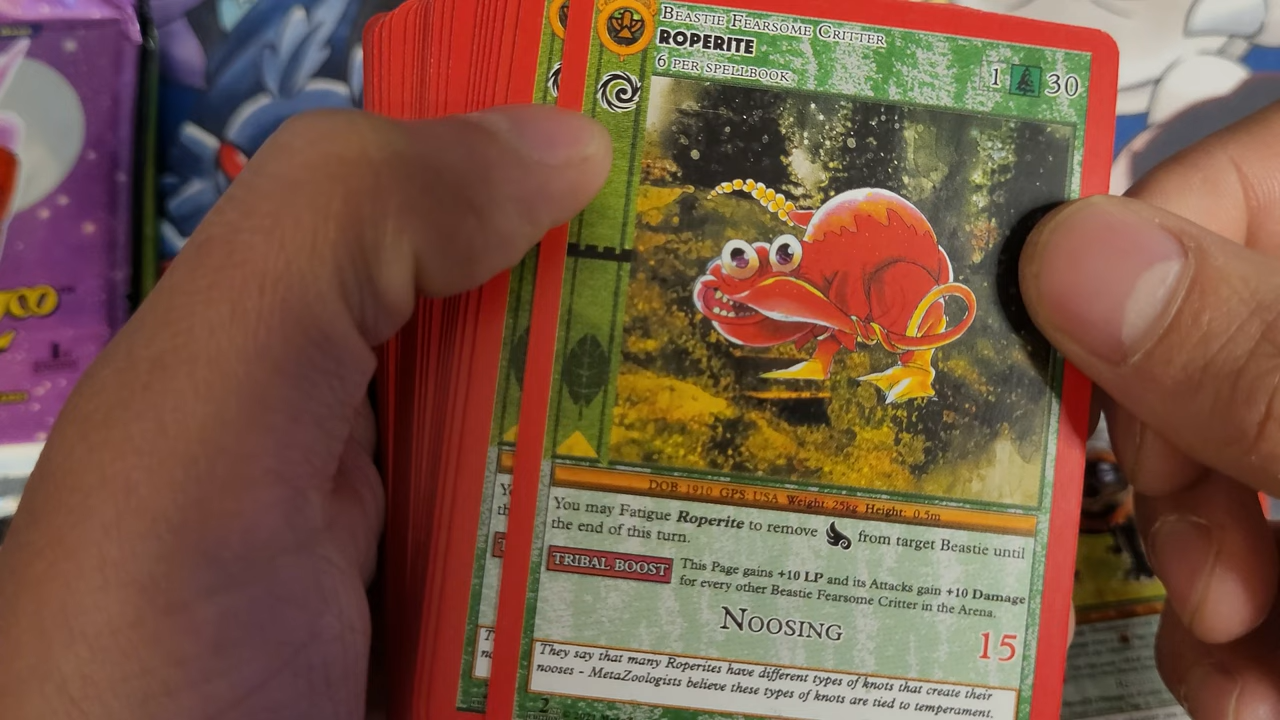 BEASTIE FEARSOME CRITTER
ROPERITE
6 PER SPELLBOOK
1 30
DOB: 1910 GPS: USA Weight: 25kg Height: 0.5m
You may Fatigue Roperite to remove from target Beastie until
the end of this turn.
TRIBAL BOOST This Page gains +10 LP and its Attacks gain +10 Damage
for every other Beastie Fearsome Critter in the Arena.
NOOSING
15
They say that many Roperites have different types of knots that create their
nooses - MetaZoologists believe these types of knots are tied to temperament.
2